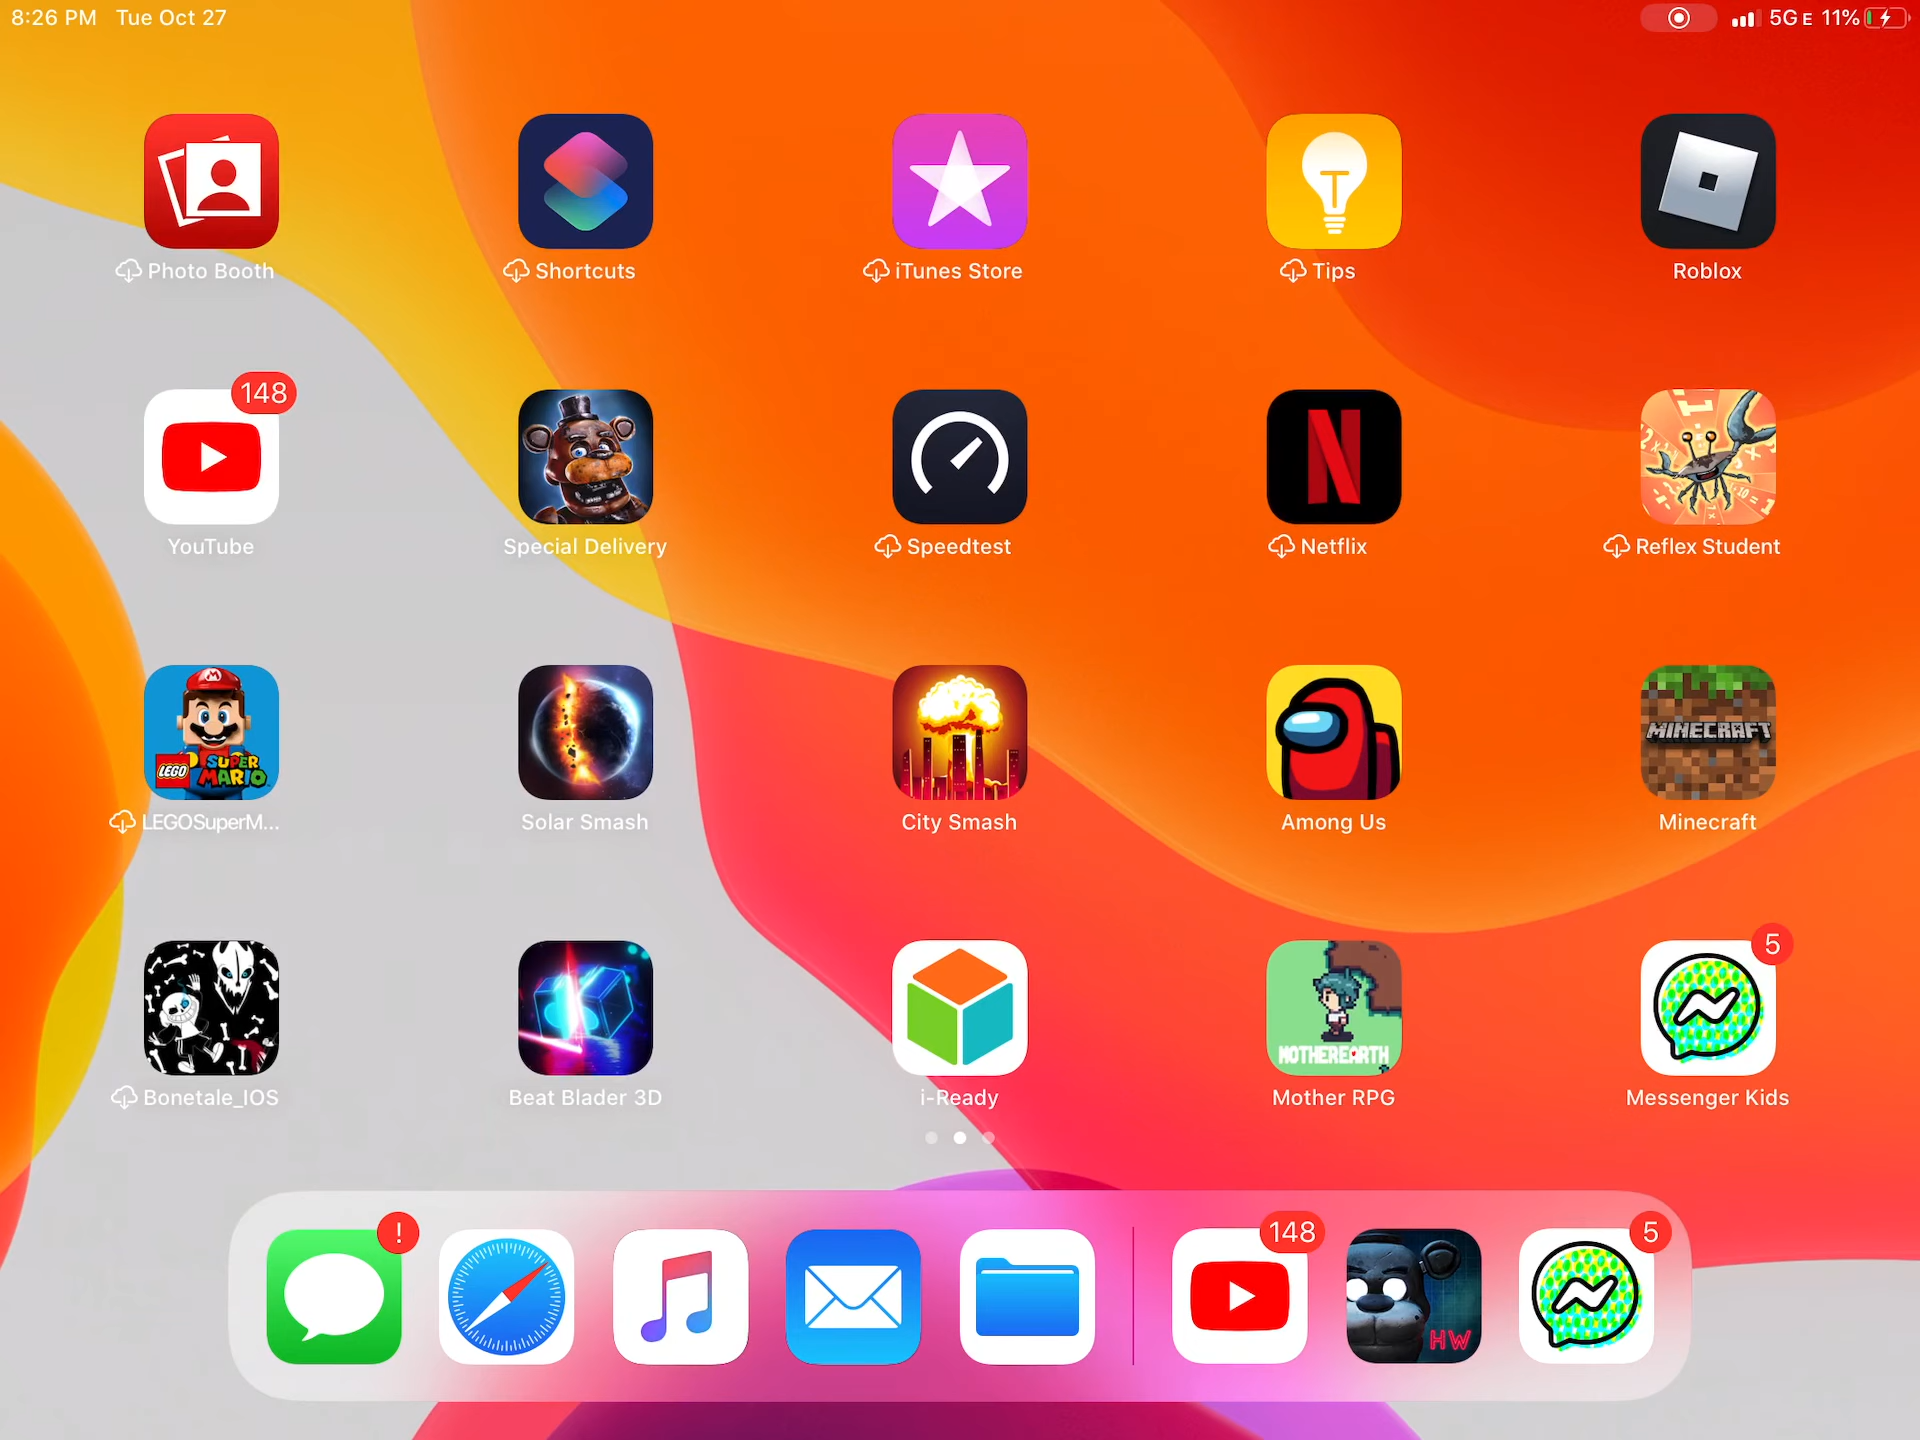 8:26 PM Tue Oct 27
5G E 11%
Photo Booth
Shortcuts
iTunes Store
Tips
Roblox
148
YouTube
Special Delivery
Speedtest
Netflix
Reflex Student
LEGO SUPER MARIO
MINECRAFT
LEGOSuperM...
Solar Smash
City Smash
Among Us
Minecraft
5
MOTHEREARTH
Bonetale_IOS
Beat Blader 3D
i-Ready
Mother RPG
Messenger Kids
!
148
5
HW